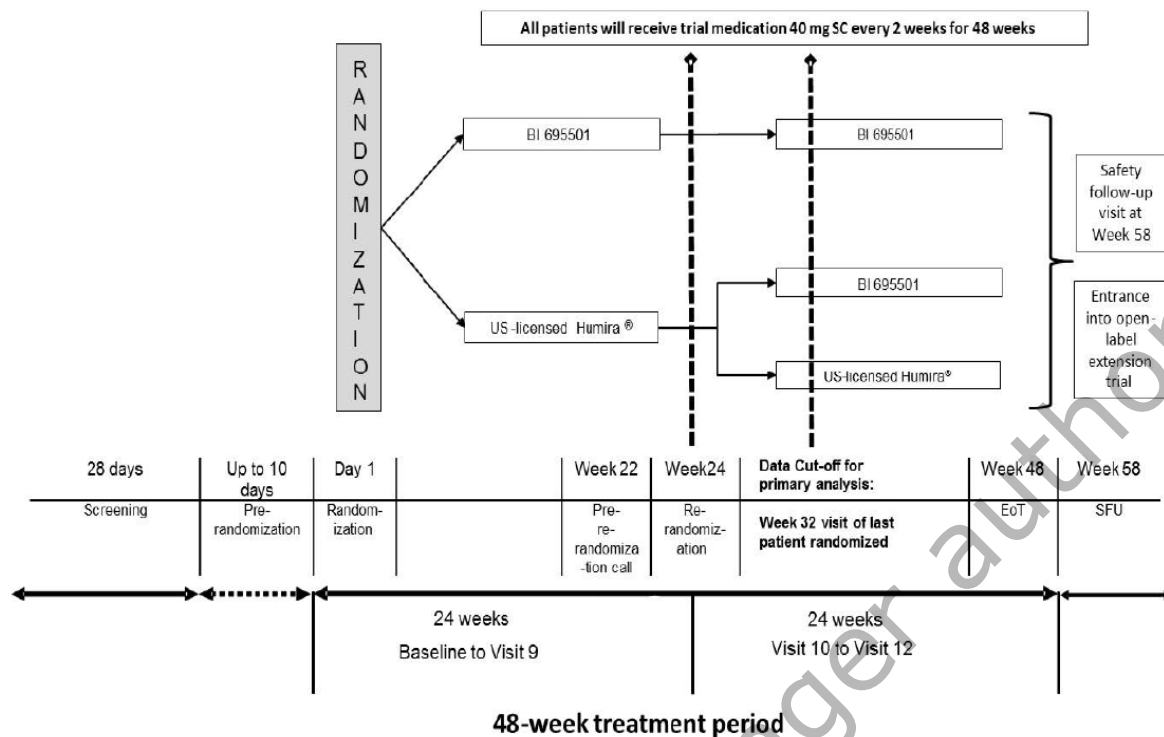 All patients will receive trial medication 40 mg SC every 2 weeks for 48 weeks
R
A
N
D
O
M
I
Z
A
T
I
O
N
BI 695501
BI 695501
US-licensed Humira®
BI 695501
US-licensed Humira®
Safety
follow-up
visit at
Week 58
Entrance
into open-
label
extension
trial
28 days
Screening
Up to 10
days
Pre-
randomization
Day 1
Random-
ization
Week 22
Pre-
re-
randomiza
-tion call
Week24
Re-
randomiz-
ation
Data Cut-off for
primary analysis:
Week 32 visit of last
patient randomized
Week 48
EoT
Week 58
SFU
24 weeks
Baseline to Visit 9
24 weeks
Visit 10 to Visit 12
48-week treatment period